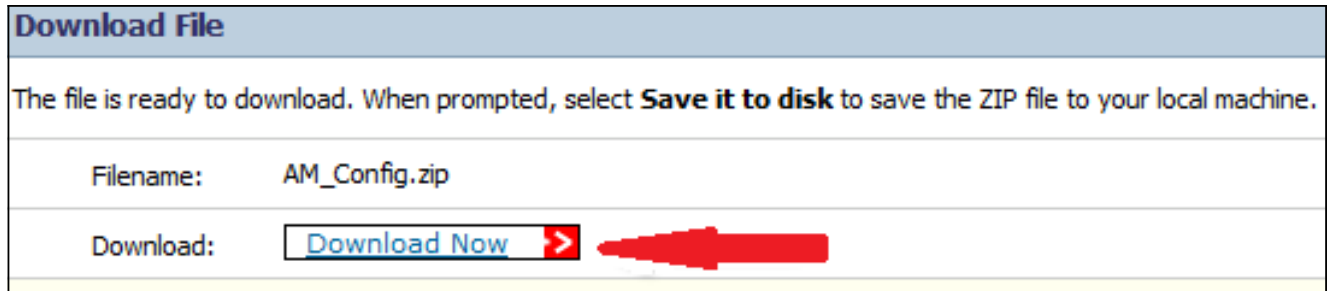 Download File
The file is ready to download. When prompted, select Save it to disk to save the ZIP file to your local machine.
Filename: AM_Config.zip
Download: Download Now >